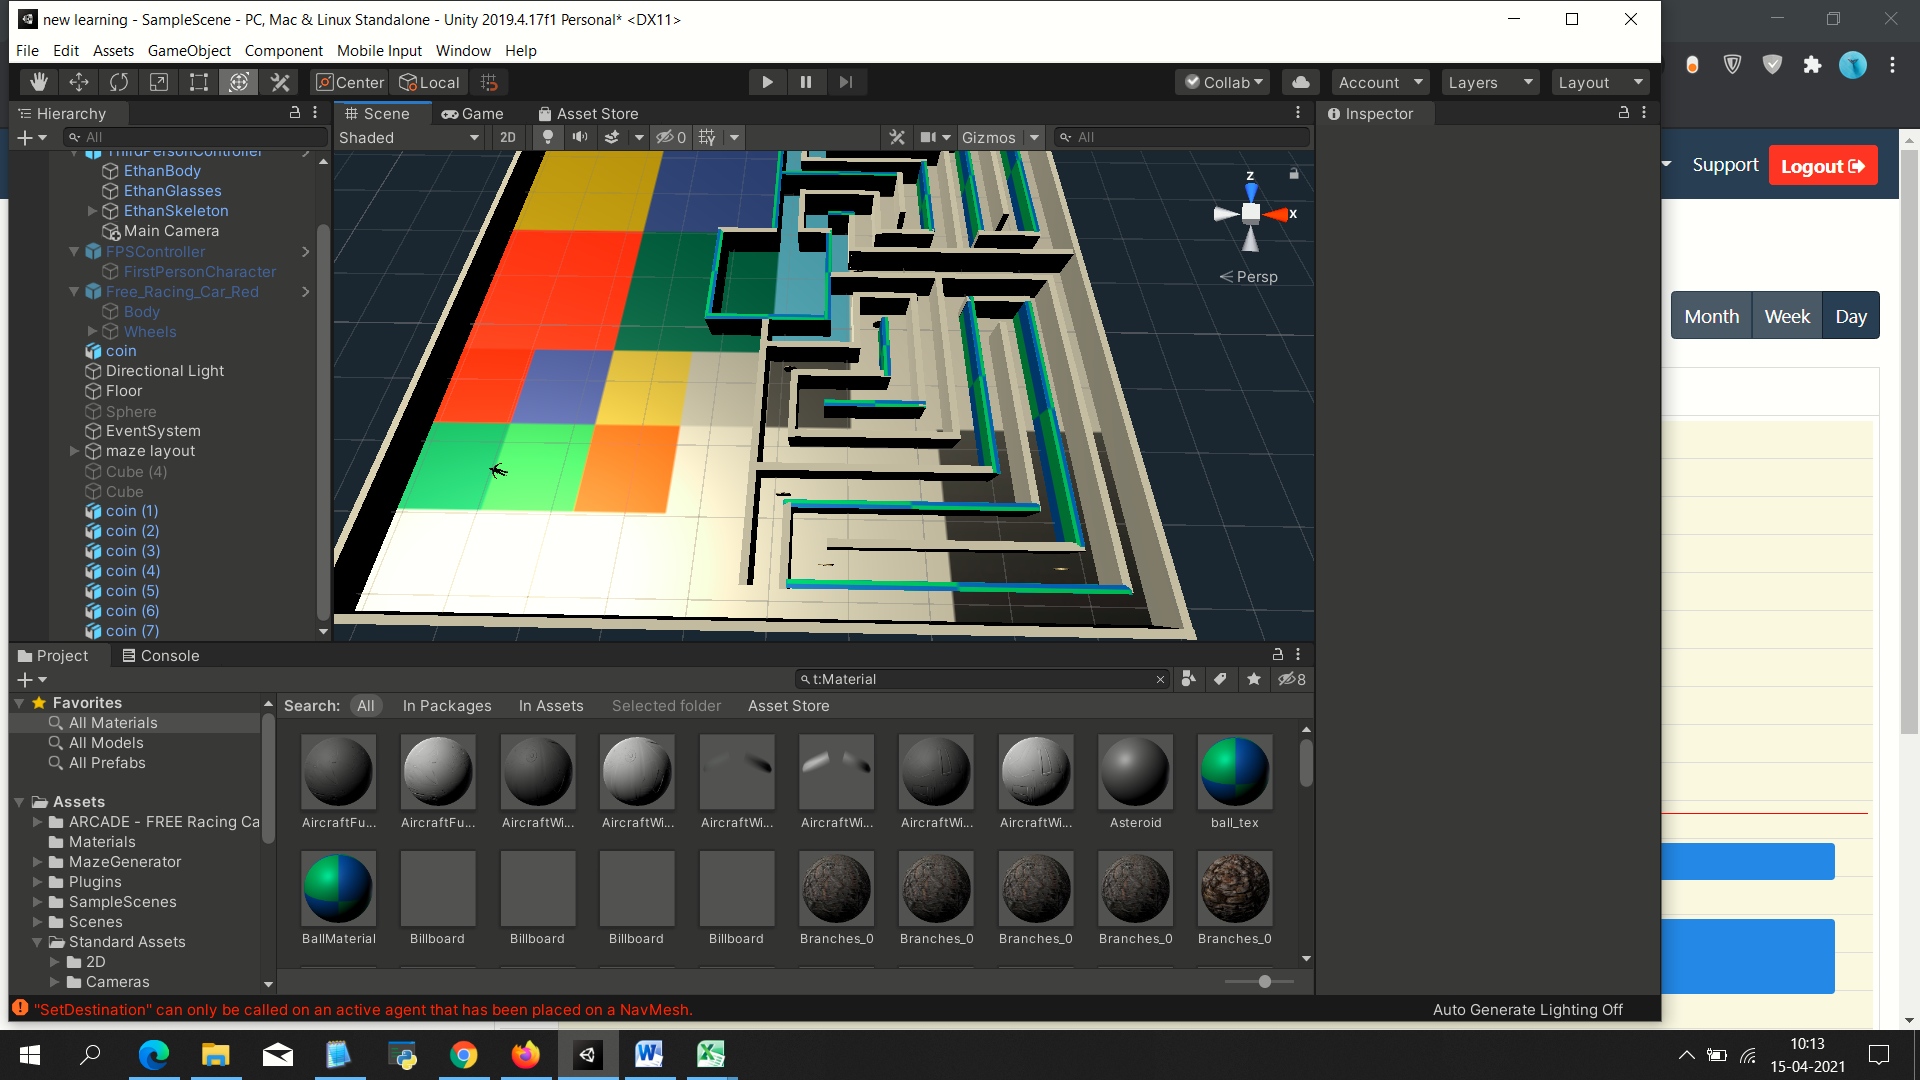 new learning - SampleScene - PC, Mac & Linux Standalone - Unity 2019.4.17f1 Personal* <DX11>
File Edit Assets GameObject Component Mobile Input Window Help
Center Local Collab Account Layers Layout
Hierarchy
All
ThirdPersonController
EthanBody
EthanGlasses
EthanSkeleton
Main Camera
FPSController
FirstPersonCharacter
Free_Racing_Car_Red
Body
Wheels
coin
Directional Light
Floor
Sphere
EventSystem
maze layout
Cube (4)
Cube
coin (1)
coin (2)
coin (3)
coin (4)
coin (5)
coin (6)
coin (7)
Scene Game Asset Store
Shaded 2D 0 Gizmos All
z
x
Persp
Inspector
Support Logout
Month Week Day
Project Console
t:Material
8
Favorites
All Materials
All Models
All Prefabs
Assets
ARCADE - FREE Racing Ca
Materials
MazeGenerator
Plugins
SampleScenes
Scenes
Standard Assets
2D
Cameras
Search: All In Packages In Assets Selected folder Asset Store
AircraftFu... AircraftFu... AircraftWi... AircraftWi... AircraftWi... AircraftWi... AircraftWi... AircraftWi... Asteroid ball_tex
BallMaterial Billboard Billboard Billboard Billboard Branches_0 Branches_0 Branches_0 Branches_0 Branches_0
"SetDestination" can only be called on an active agent that has been placed on a NavMesh.
Auto Generate Lighting Off
10:13
15-04-2021